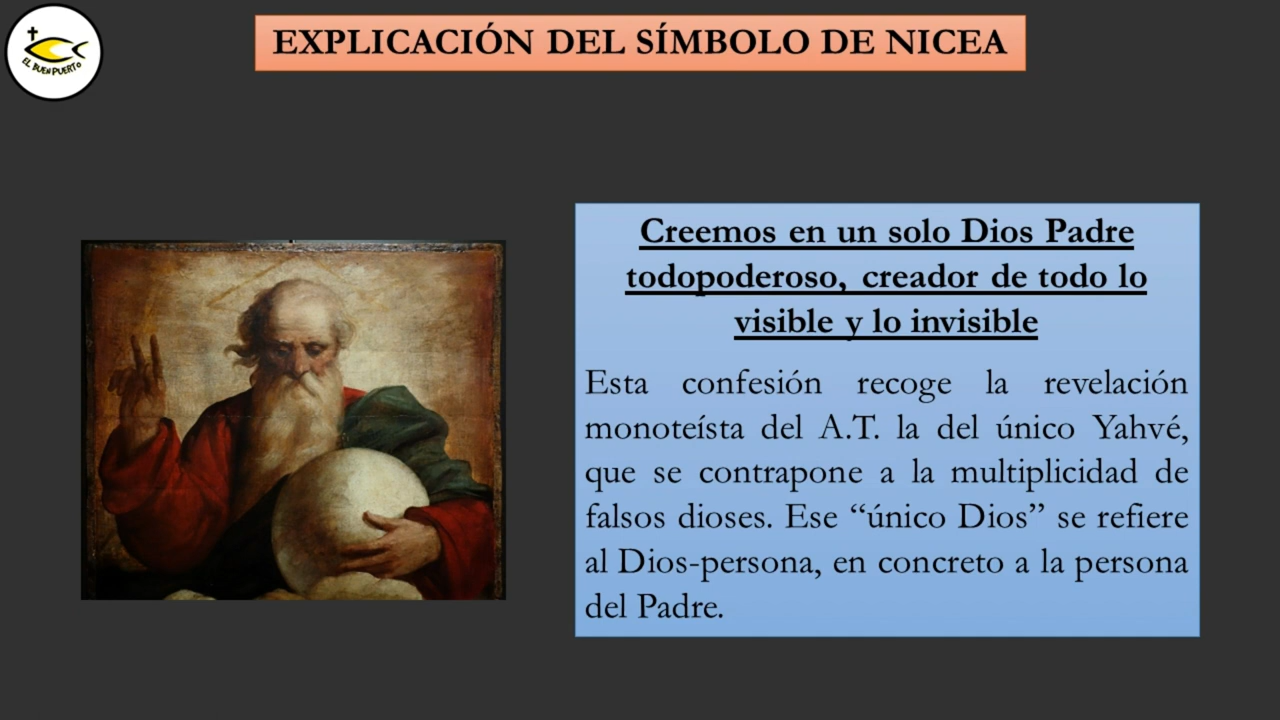 EL BUEN PUERTO
EXPLICACIÓN DEL SÍMBOLO DE NICEA
Creemos en un solo Dios Padre
todopoderoso, creador de todo lo
visible y lo invisible
Esta confesión recoge la revelación
monoteísta del A.T. la del único Yahvé,
que se contrapone a la multiplicidad de
falsos dioses. Ese “único Dios” se refiere
al Dios-persona, en concreto a la persona
del Padre.